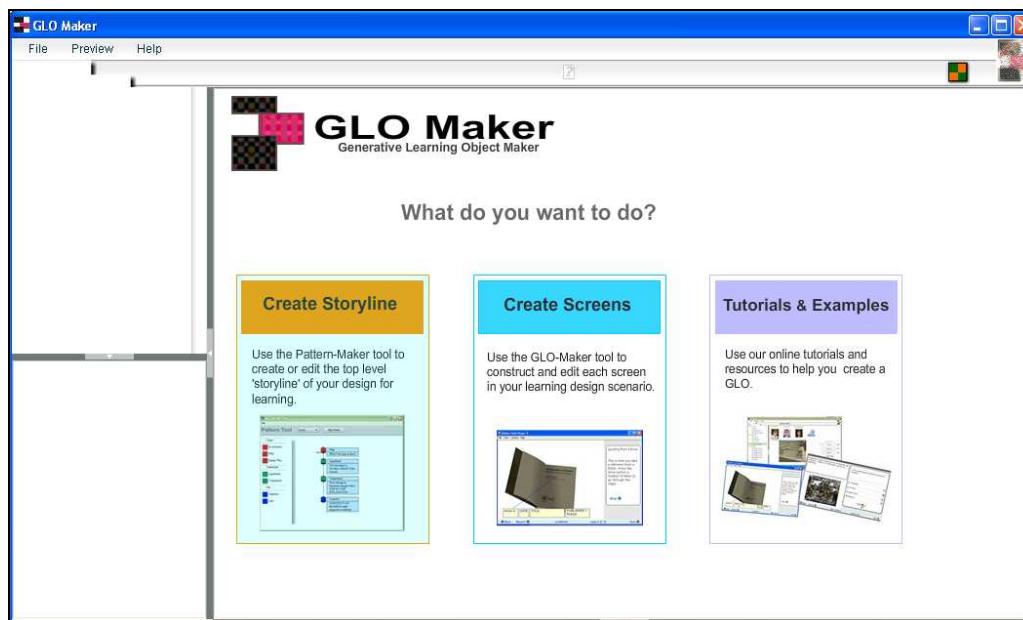 GLO Maker
File Preview Help
GLO Maker
Generative Learning Object Maker
What do you want to do?
Create Storyline
Use the Pattern-Maker tool to
create or edit the top level
'storyline' of your design for
learning.
Pattern Tool
Create Screens
Use the GLO-Maker tool to
construct and edit each screen
in your learning design scenario.
Tutorials & Examples
Use our online tutorials and
resources to help you create a
GLO.